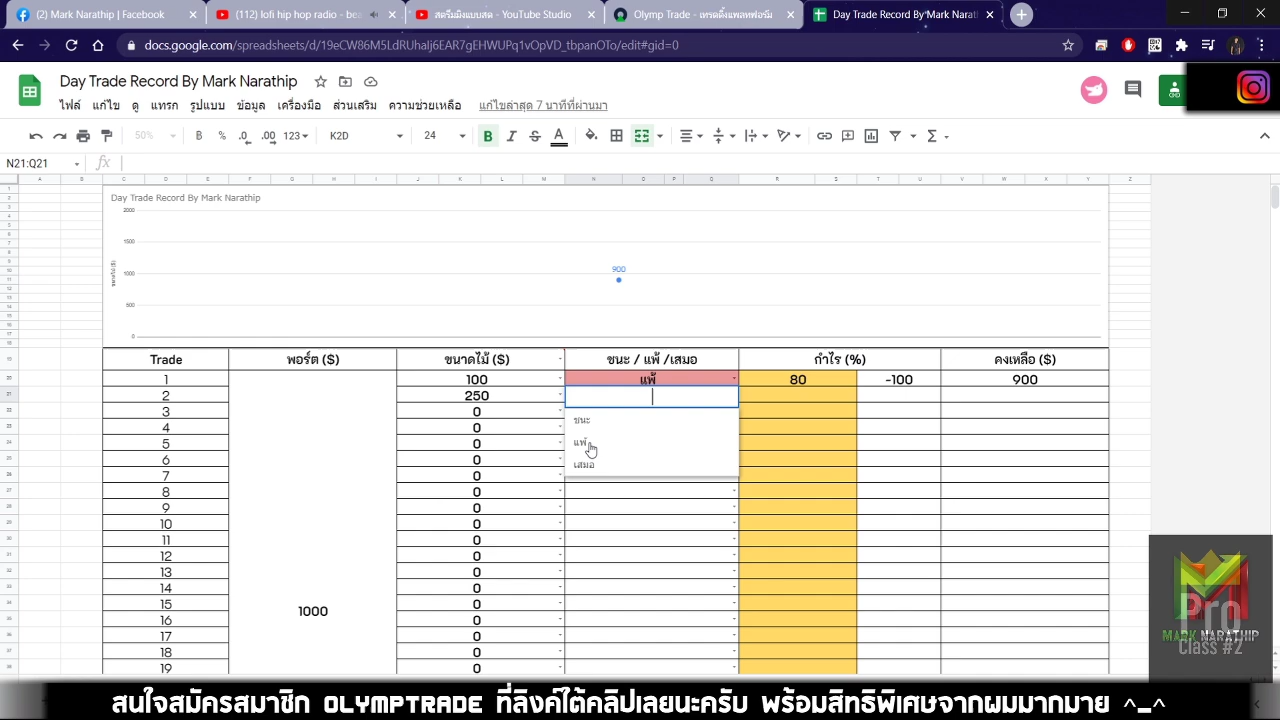 (2) Mark Narathip | Facebook
(112) lofi hip hop radio - bea
สตรีมมิงแบบสด - YouTube Studio
Olymp Trade - เทรดดิ้งแพลทฟอร์ม
Day Trade Record By Mark Narath
docs.google.com/spreadsheets/d/19eCW86M5LdRUhaIj6EAR7gEHWUPq1vOpVD_tbpanOTo/edit#gid=0
Day Trade Record By Mark Narathip
ไฟล์ แก้ไข ดู แทรก รูปแบบ ข้อมูล เครื่องมือ ส่วนเสริม ความช่วยเหลือ แก้ไขล่าสุด 7 นาทีที่ผ่านมา
50% B % .0 .00 123 K2D 24 B I S A
N21:Q21 fx
A B C D E F G H I J K L M N O P Q R S T U V W X Y Z
Day Trade Record By Mark Narathip
2000
1500
1000
500
0
900
Trade พอร์ต ($) ขนาดไม้ ($) ชนะ / แพ้ /เสมอ กำไร (%) คงเหลือ ($)
1 100 แพ้ 80 -100 900
2 250
3 0
ชนะ
4 0
5 0
แพ้
6 0
เสมอ
7 0
8 0
9 0
10 0
11 0
12 0
13 0
14 0
15 1000 0
16 0
17 0
18 0
19 0
Pro
MARK NARATHIP
Class #2
สนใจสมัครสมาชิก OLYMPTRADE ที่ลิงค์ใต้คลิปเลยนะครับ พร้อมสิทธิพิเศษจากผมมากมาย ^_^